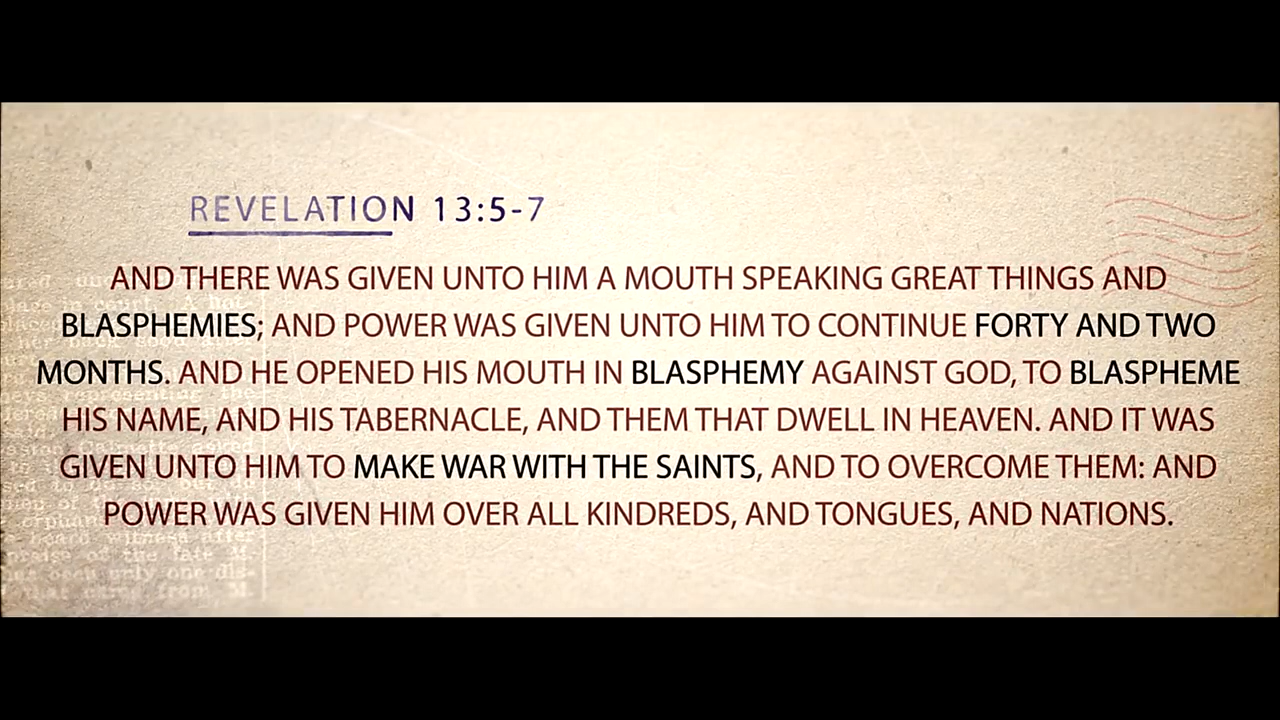 REVELATION 13:5-7
AND THERE WAS GIVEN UNTO HIM A MOUTH SPEAKING GREAT THINGS AND
BLASPHEMIES; AND POWER WAS GIVEN UNTO HIM TO CONTINUE FORTY AND TWO
MONTHS. AND HE OPENED HIS MOUTH IN BLASPHEMY AGAINST GOD, TO BLASPHEME
HIS NAME, AND HIS TABERNACLE, AND THEM THAT DWELL IN HEAVEN. AND IT WAS
GIVEN UNTO HIM TO MAKE WAR WITH THE SAINTS, AND TO OVERCOME THEM: AND
POWER WAS GIVEN HIM OVER ALL KINDREDS, AND TONGUES, AND NATIONS.